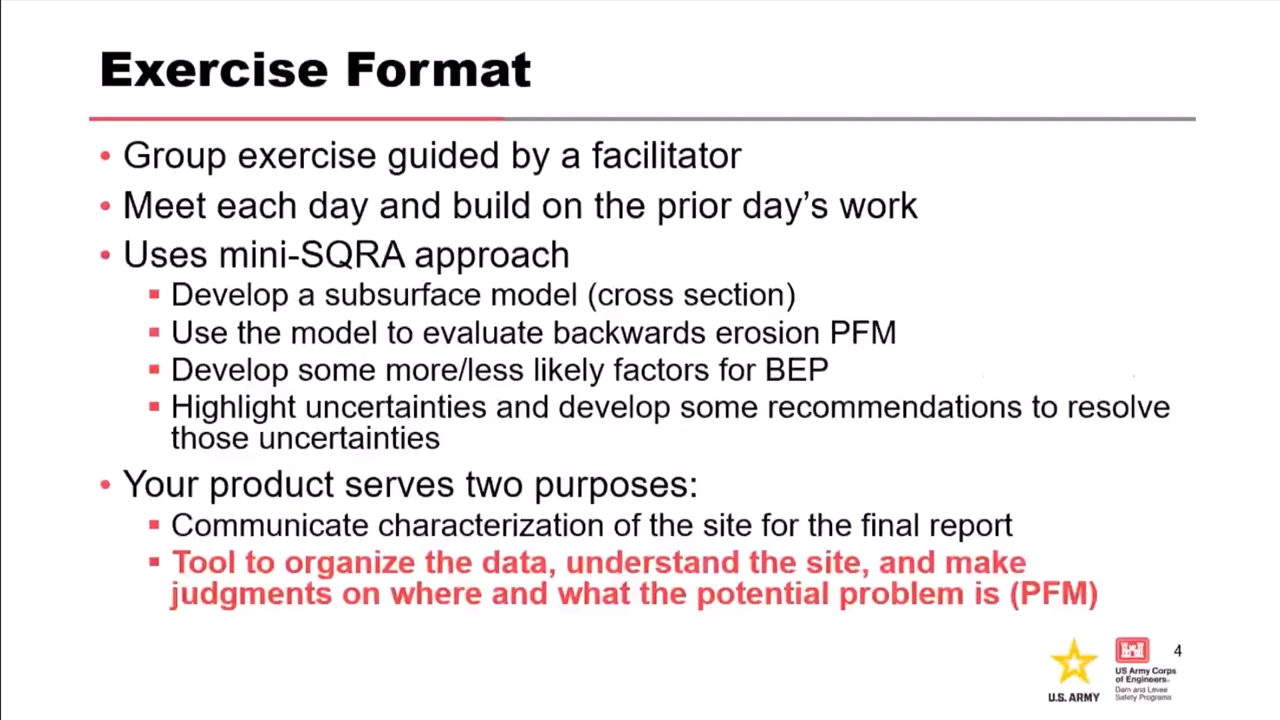 Exercise Format
• Group exercise guided by a facilitator
• Meet each day and build on the prior day's work
• Uses mini-SQRA approach
▪ Develop a subsurface model (cross section)
▪ Use the model to evaluate backwards erosion PFM
▪ Develop some more/less likely factors for BEP
▪ Highlight uncertainties and develop some recommendations to resolve
those uncertainties
• Your product serves two purposes:
▪ Communicate characterization of the site for the final report
▪ Tool to organize the data, understand the site, and make
judgments on where and what the potential problem is (PFM)
4
U.S. ARMY
US Army Corps
of Engineers®
Dam and Levee
Safety Programs